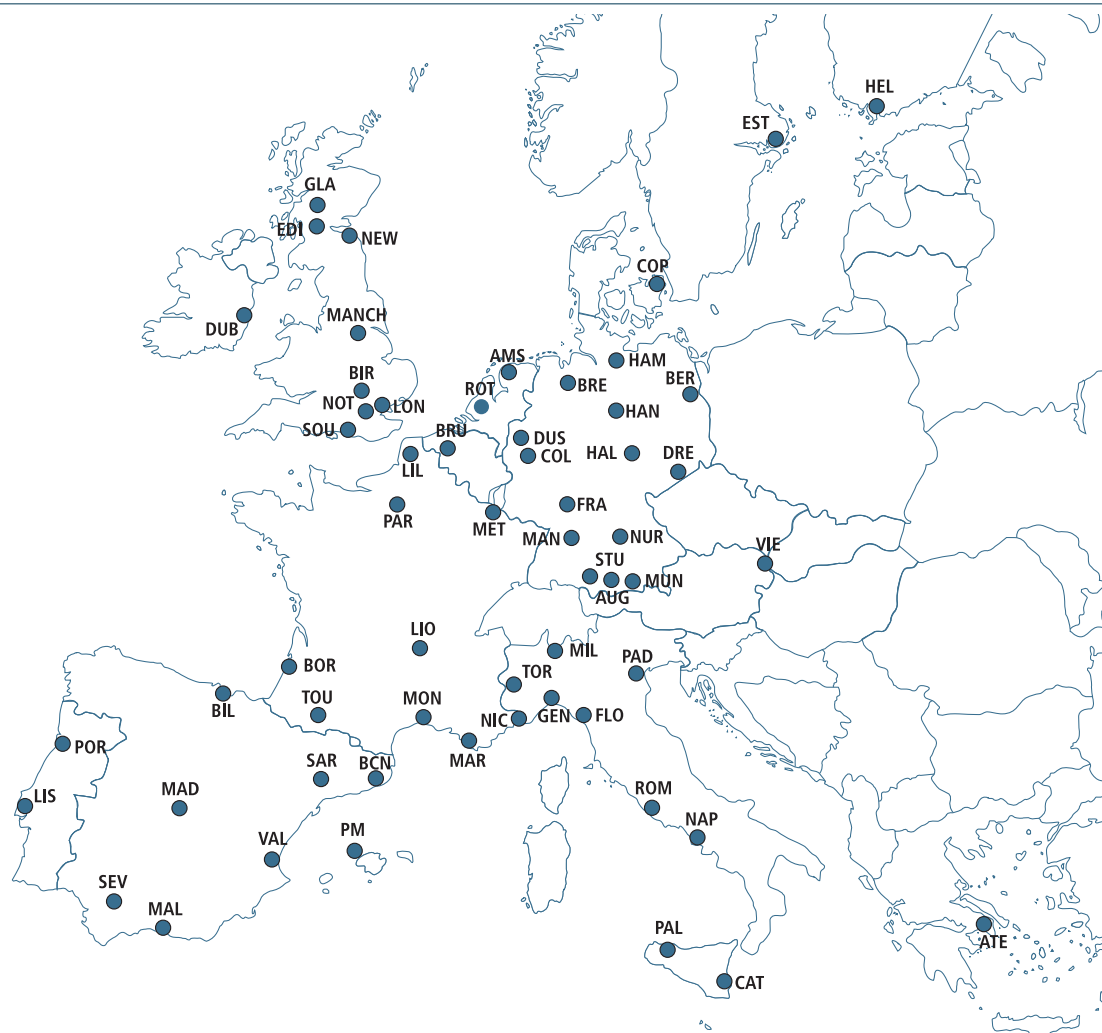 HEL
EST
GLA
EDI
NEW
COP
DUB
MANCH
AMS
HAM
BIR
ROT
BRE
BER
NOT
LON
HAN
SOU
BRU
DUS
LIL
COL
HAL
DRE
PAR
MET
FRA
MAN
NUR
VIE
STU
MUN
AUG
LIO
MIL
BOR
TOR
PAD
BIL
TOU
MON
NIC
GEN
FLO
POR
MAR
SAR
BCN
LIS
MAD
ROM
NAP
VAL
PM
SEV
MAL
PAL
ATE
CAT